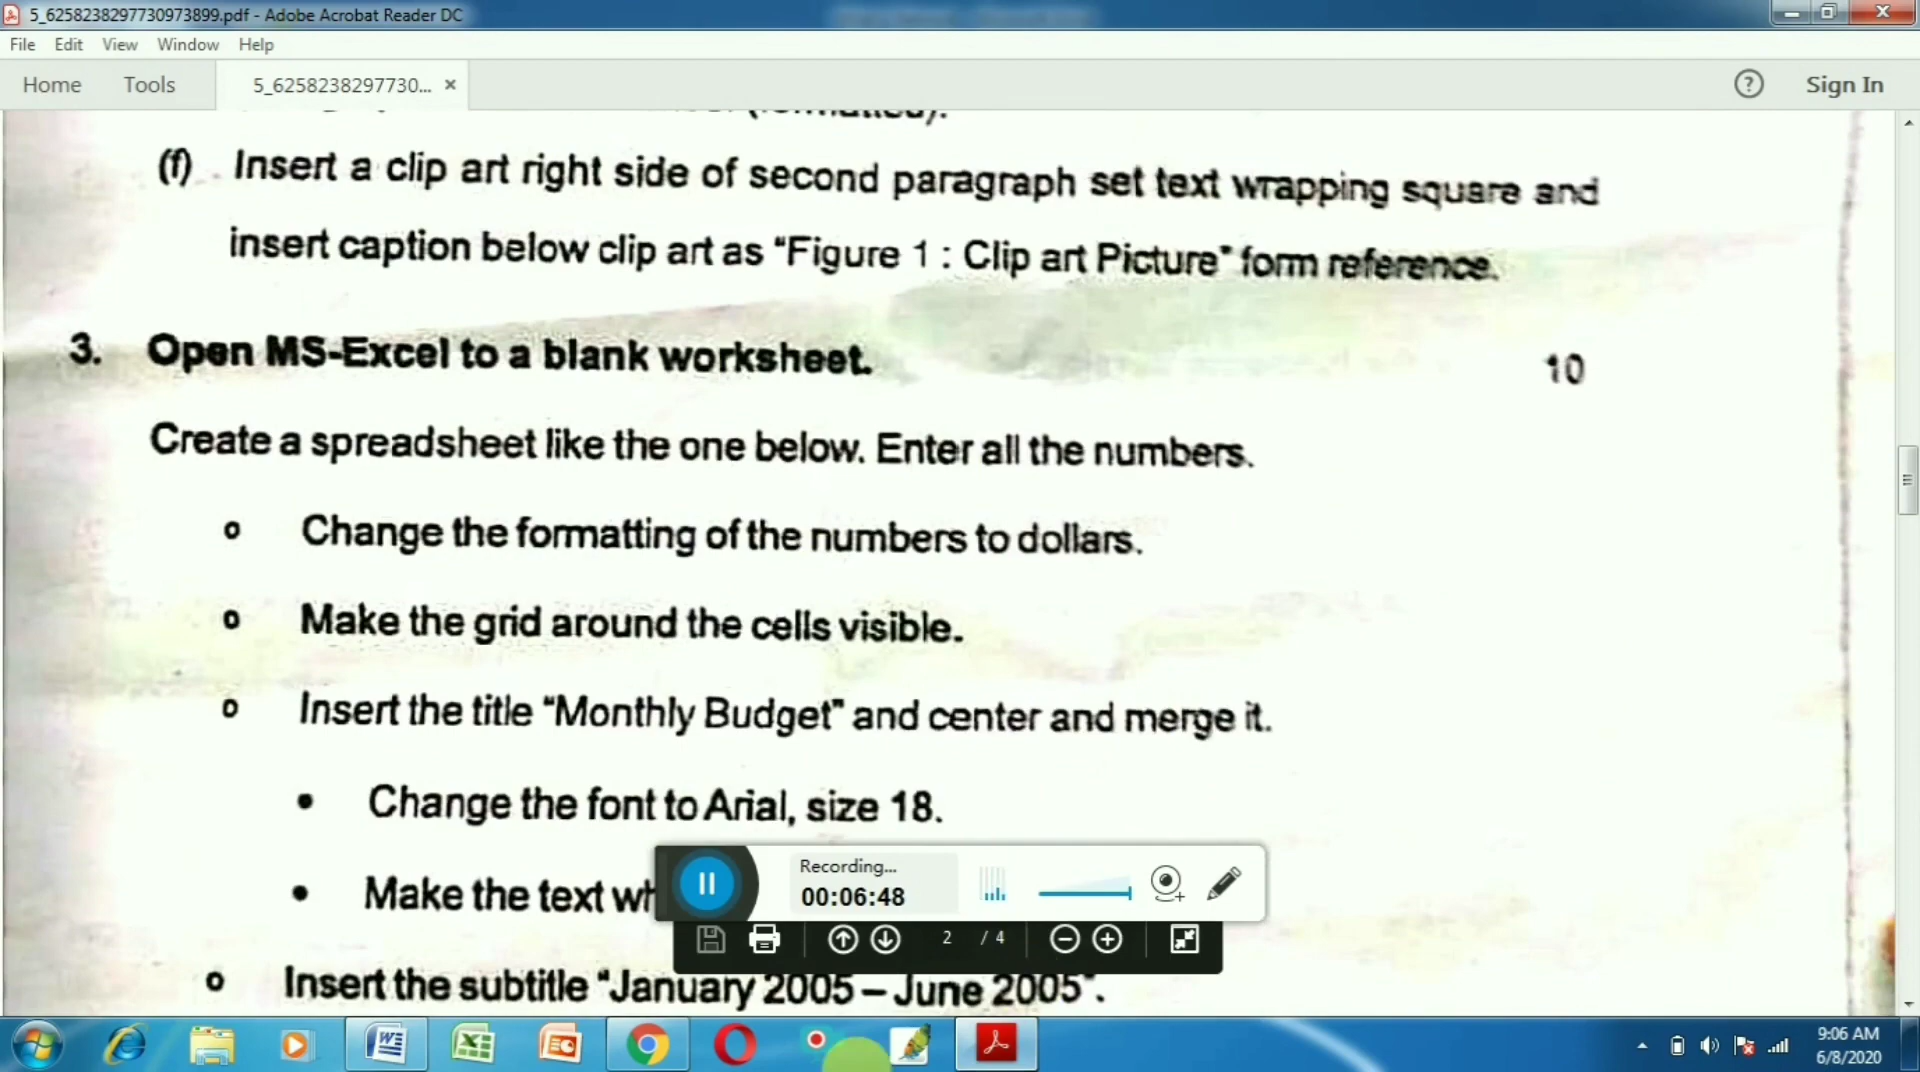 5_6258238297730973899.pdf - Adobe Acrobat Reader DC
File Edit View Window Help
Home Tools 5_6258238297730... × Sign In
(f) Insert a clip art right side of second paragraph set text wrapping square and
insert caption below clip art as “Figure 1 : Clip art Picture” form reference.
3. Open MS-Excel to a blank worksheet. 10
Create a spreadsheet like the one below. Enter all the numbers.
o Change the formatting of the numbers to dollars.
o Make the grid around the cells visible.
o Insert the title “Monthly Budget” and center and merge it.
• Change the font to Arial, size 18.
• Make the text
Recording...
00:06:48
2 / 4
o Insert the subtitle “January 2005 – June 2005”.
9:06 AM
6/8/2020